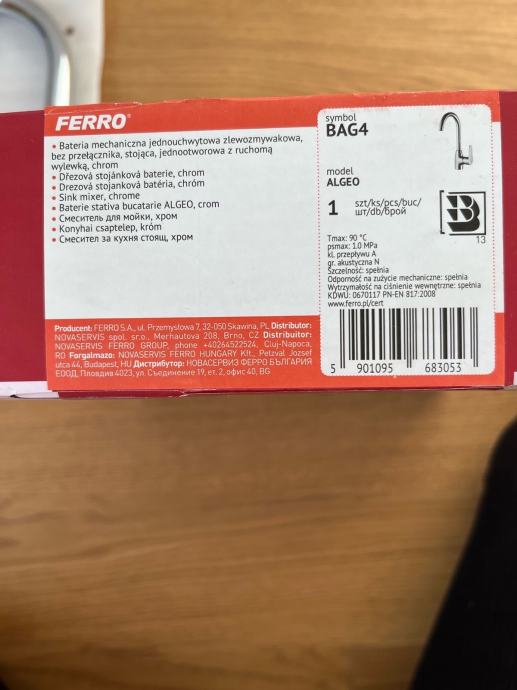 FERRO®
• Bateria mechaniczna jednouchwytowa zlewozmywakowa,
bez przełącznika, stojąca, jednootworowa z ruchomą
wylewką, chrom
• Dřezová stojánková baterie, chrom
• Drezová stojanková batéria, chróm
• Sink mixer, chrome
• Baterie stativa bucatarie ALGEO, crom
• Смеситель для мойки, хром
• Konyhai csaptelep, króm
• Смесител за кухня стоящ, хром
Producent: FERRO S.A., ul. Przemysłowa 7, 32-050 Skawina, PL Distributor:
NOVASERVIS spol. sr.o., Merhautova 208, Brno, CZ Distributor:
NOVASERVIS FERRO GROUP, phone +40264522524, Cluj-Napoca,
RO Forgalmazo: NOVASERVIS FERRO HUNGARY Kft., Petzval Jozsef
utca 44, Budapest, HU Дистрибутор: НОВАСЕРВИЗ ФЕРРО БЪЛГАРИЯ
ЕООД, Пловдив 4023, ул. Съединение 19, ет. 2, офис 40, BG
symbol
BAG4
model
ALGEO
1 szt/ks/pcs/buc/
шт/db/брой
B
13
Tmax: 90 °C
psmax: 1.0 MPa
kl. przepływu A
gr. akustyczna N
Szczelność: spełnia
Odporność na zużycie mechaniczne: spełnia
Wytrzymałość na ciśnienie wewnętrzne: spełnia
KDWU: 0670117 PN-EN 817:2008
www.ferro.pl/cert
5 901095 683053